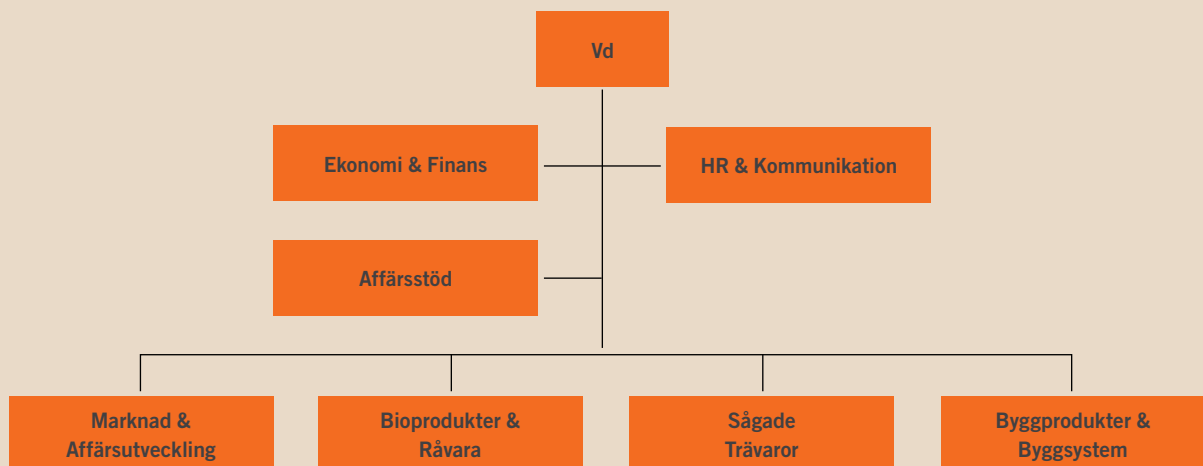 Vd
Ekonomi & Finans
HR & Kommunikation
Affärsstöd
Marknad &
Affärsutveckling
Bioprodukter &
Råvara
Sågade
Trävaror
Byggprodukter &
Byggsystem